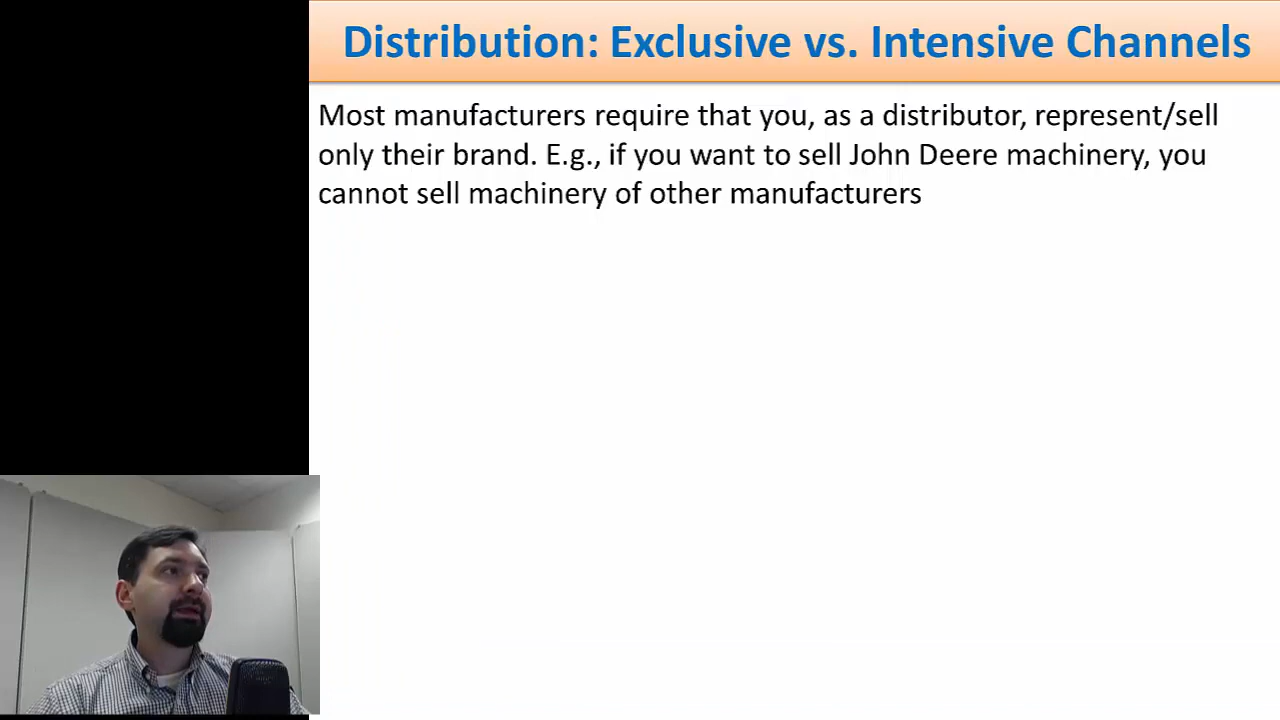 Distribution: Exclusive vs. Intensive Channels
Most manufacturers require that you, as a distributor, represent/sell
only their brand. E.g., if you want to sell John Deere machinery, you
cannot sell machinery of other manufacturers